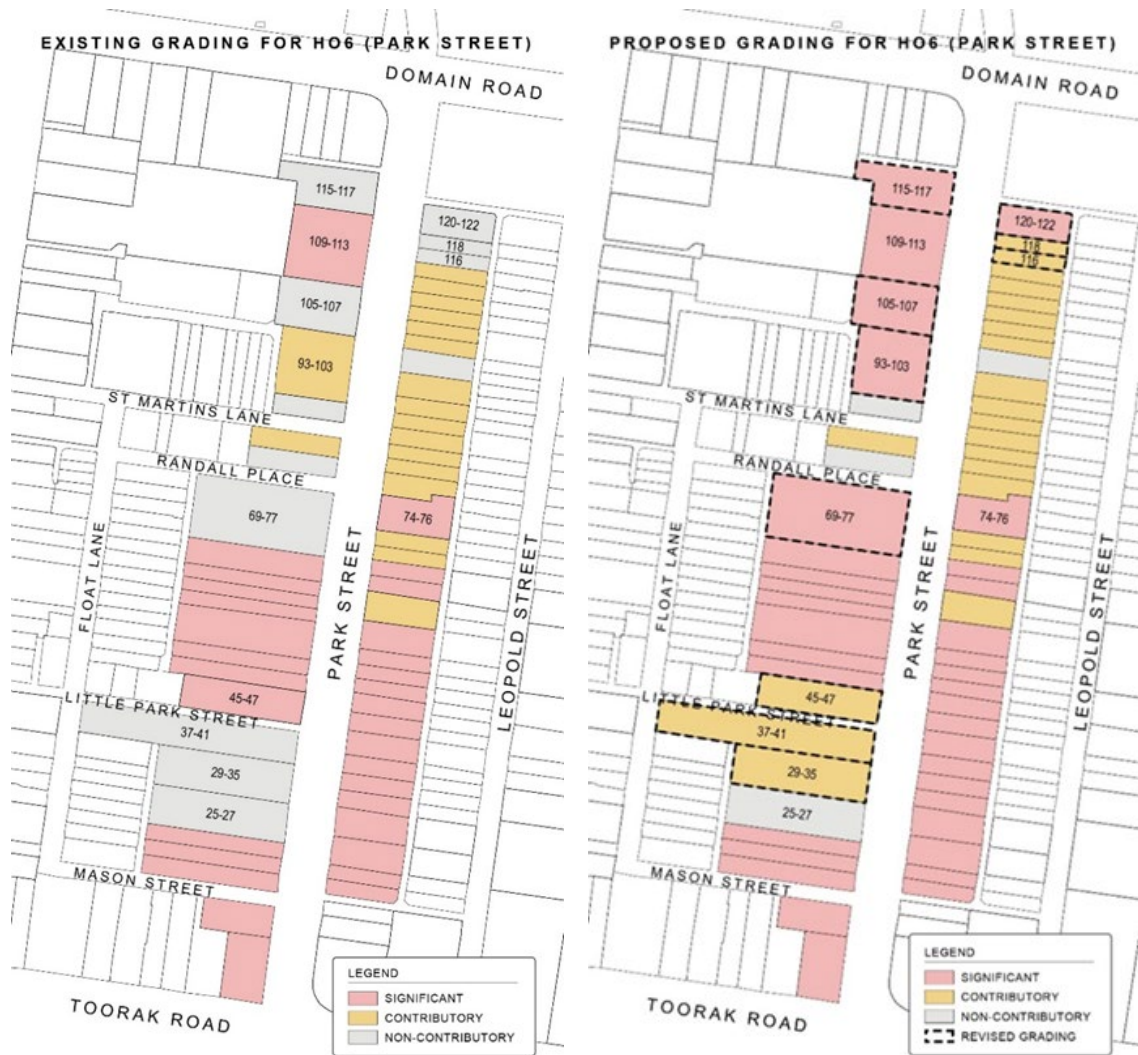 EXISTING GRADING FOR HO6 (PARK STREET)
DOMAIN ROAD
115-117
120-122
109-113
118
116
105-107
93-103
ST MARTINS LANE
RANDALL PLACE
69-77
74-76
FLOAT LANE
PARK STREET
LEOPOLD STREET
45-47
LITTLE PARK STREET
37-41
29-35
25-27
MASON STREET
TOORAK ROAD
LEGEND
SIGNIFICANT
CONTRIBUTORY
NON-CONTRIBUTORY
PROPOSED GRADING FOR HO6 (PARK STREET)
DOMAIN ROAD
115-117
120-122
109-113
118
116
105-107
93-103
ST MARTINS LANE
RANDALL PLACE
69-77
74-76
FLOAT LANE
PARK STREET
LEOPOLD STREET
45-47
LITTLE PARK STREET
37-41
29-35
25-27
MASON STREET
TOORAK ROAD
LEGEND
SIGNIFICANT
CONTRIBUTORY
NON-CONTRIBUTORY
REVISED GRADING